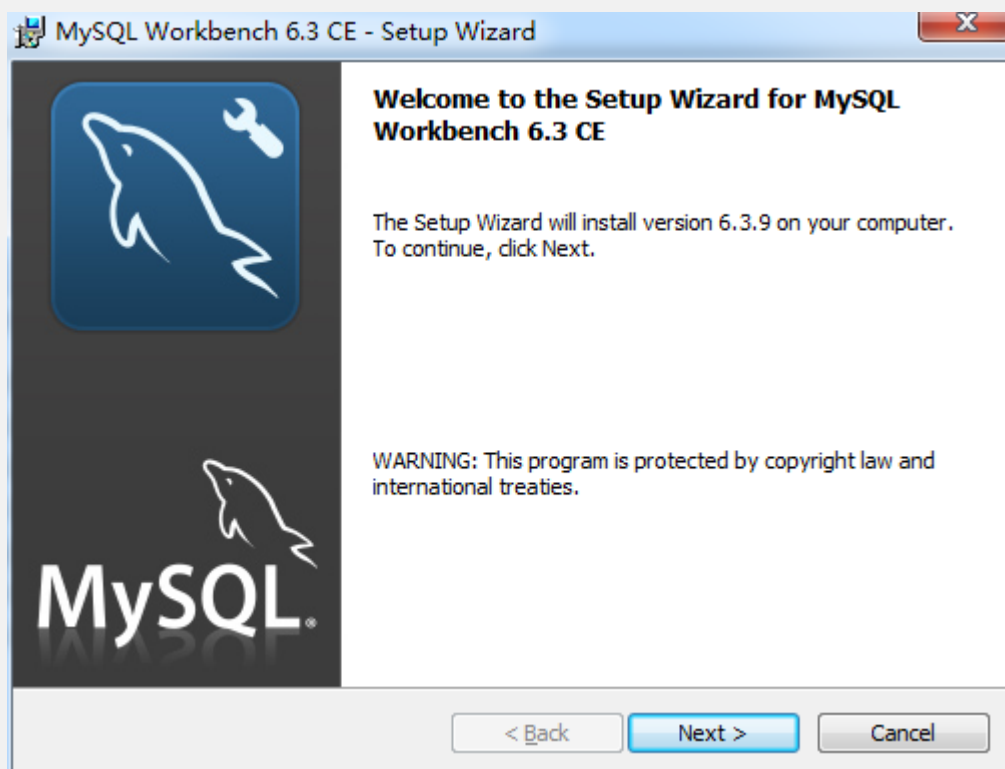 MySQL Workbench 6.3 CE - Setup Wizard
Welcome to the Setup Wizard for MySQL
Workbench 6.3 CE
The Setup Wizard will install version 6.3.9 on your computer.
To continue, click Next.
WARNING: This program is protected by copyright law and
international treaties.
MySQL®
< Back Next > Cancel